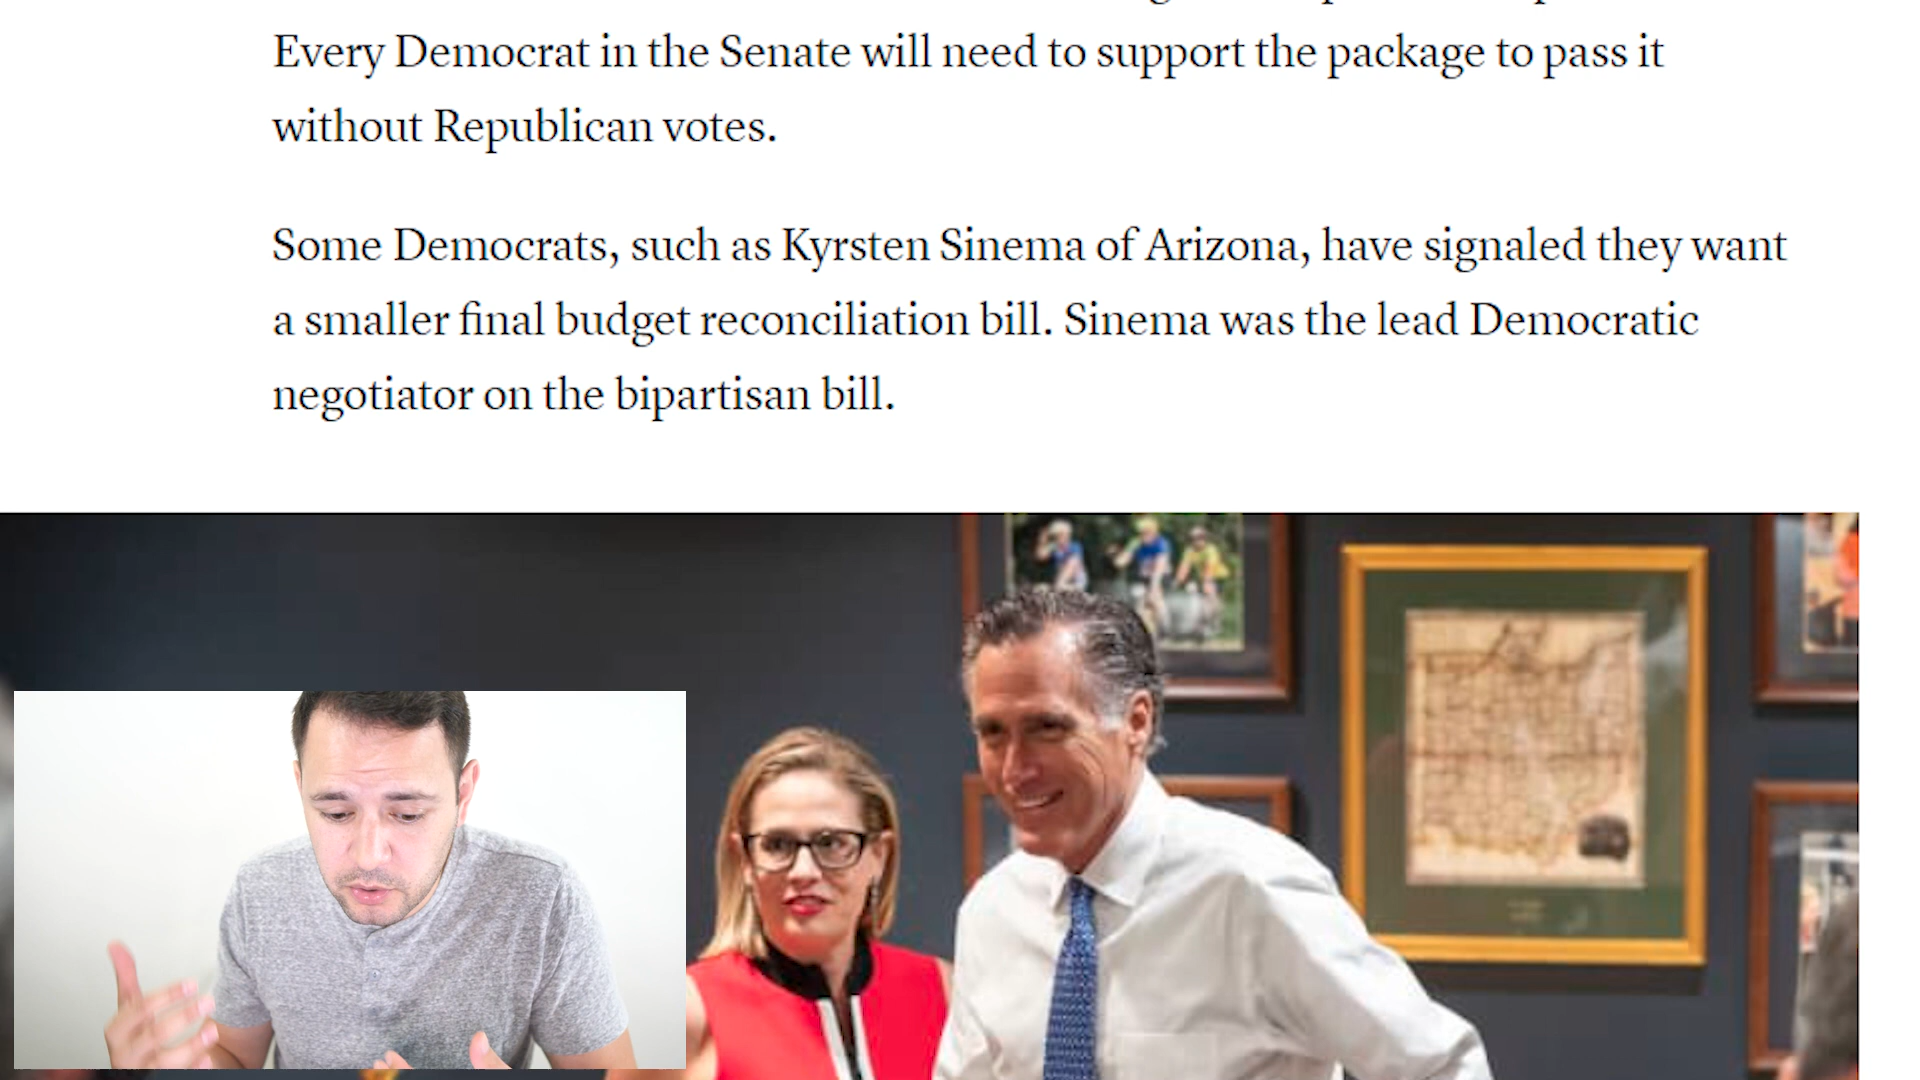 Every Democrat in the Senate will need to support the package to pass it
without Republican votes.
Some Democrats, such as Kyrsten Sinema of Arizona, have signaled they want
a smaller final budget reconciliation bill. Sinema was the lead Democratic
negotiator on the bipartisan bill.